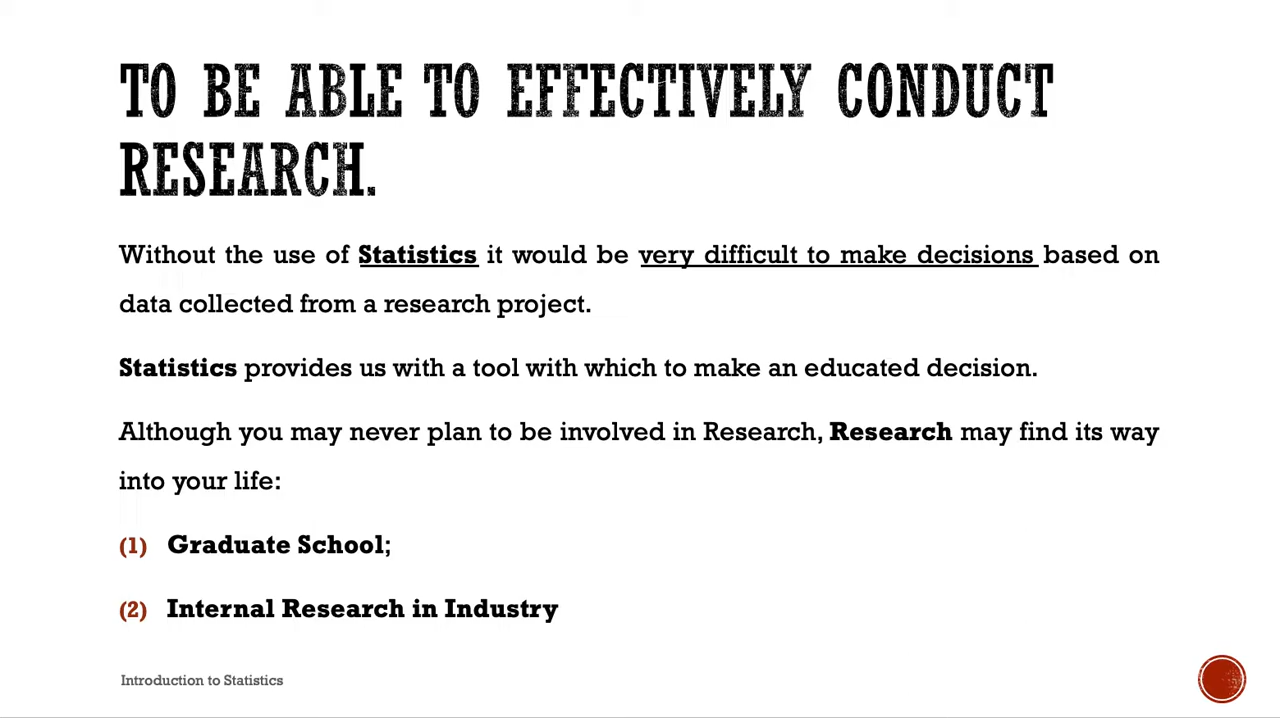 TO BE ABLE TO EFFECTIVELY CONDUCT
RESEARCH.
Without the use of Statistics it would be very difficult to make decisions based on
data collected from a research project.
Statistics provides us with a tool with which to make an educated decision.
Although you may never plan to be involved in Research, Research may find its way
into your life:
(1) Graduate School;
(2) Internal Research in Industry
Introduction to Statistics